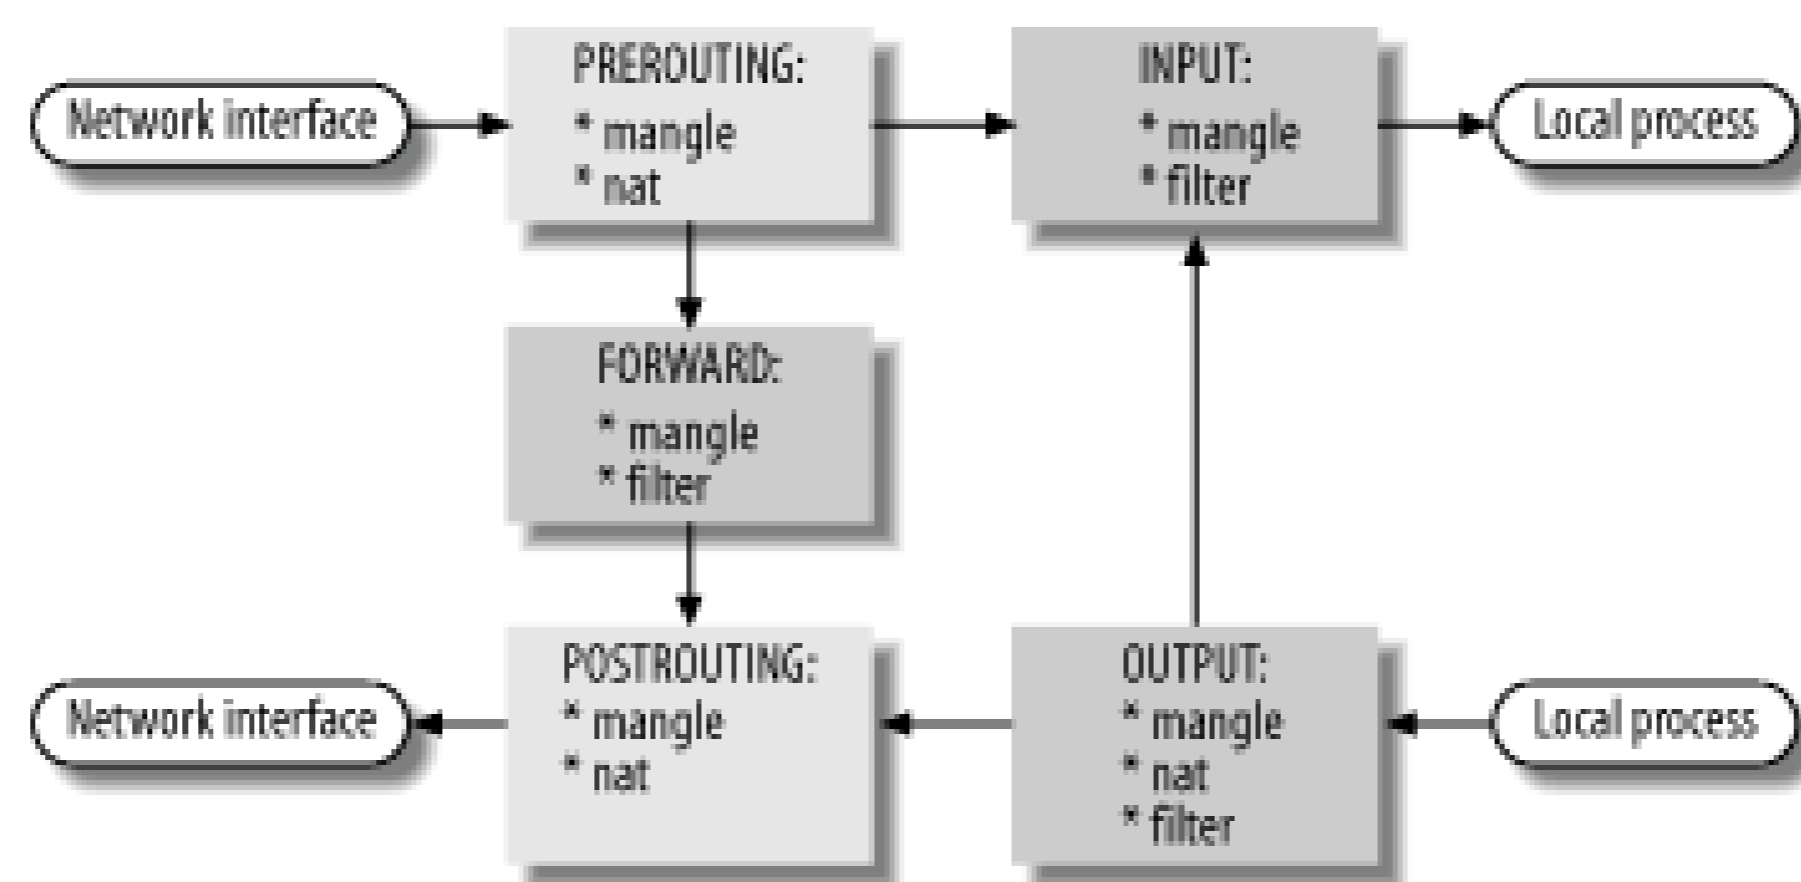 Network interface
PREROUTING:
* mangle
* nat
INPUT:
* mangle
* filter
Local process
FORWARD:
* mangle
* filter
Network interface
POSTROUTING:
* mangle
* nat
OUTPUT:
* mangle
* nat
* filter
Local process